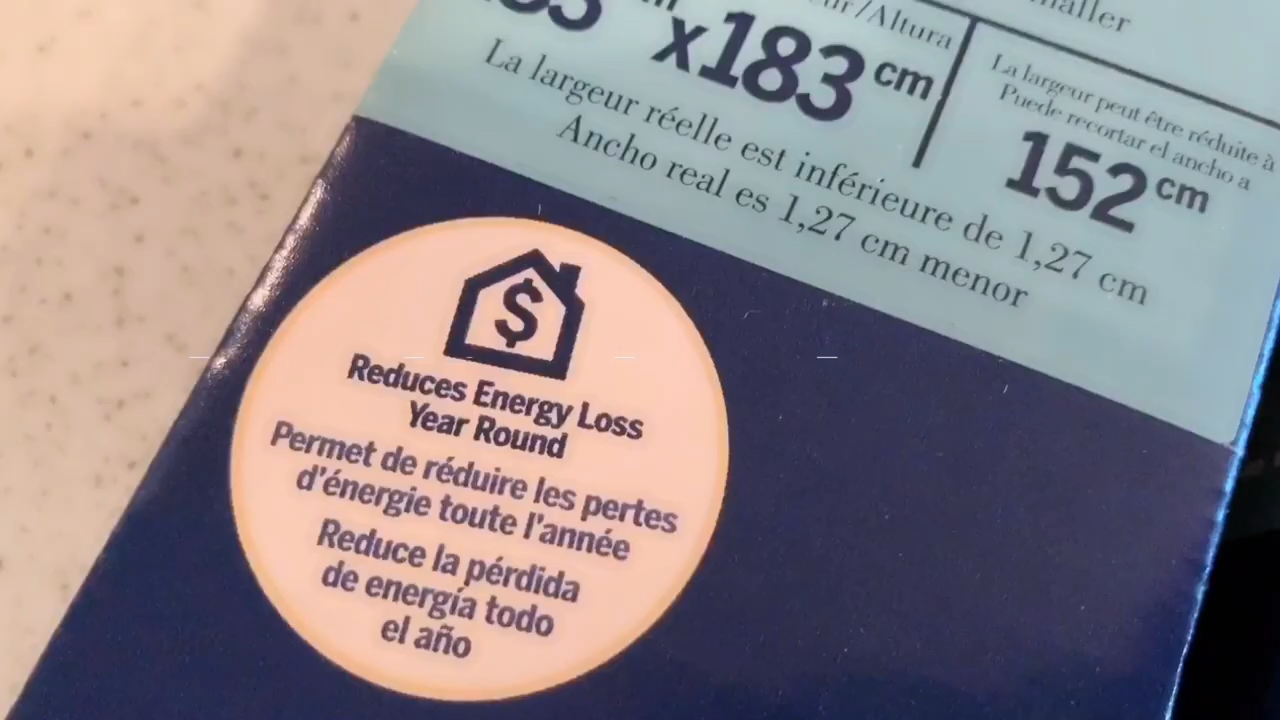 maller
/Altura
x183 cm
La largeur réelle est inférieure de 1,27 cm
Ancho real es 1,27 cm menor
La largeur peut être réduite à
Puede recortar el ancho a
152 cm
$
Reduces Energy Loss
Year Round
Permet de réduire les pertes
d'énergie toute l'année
Reduce la pérdida
de energía todo
el año